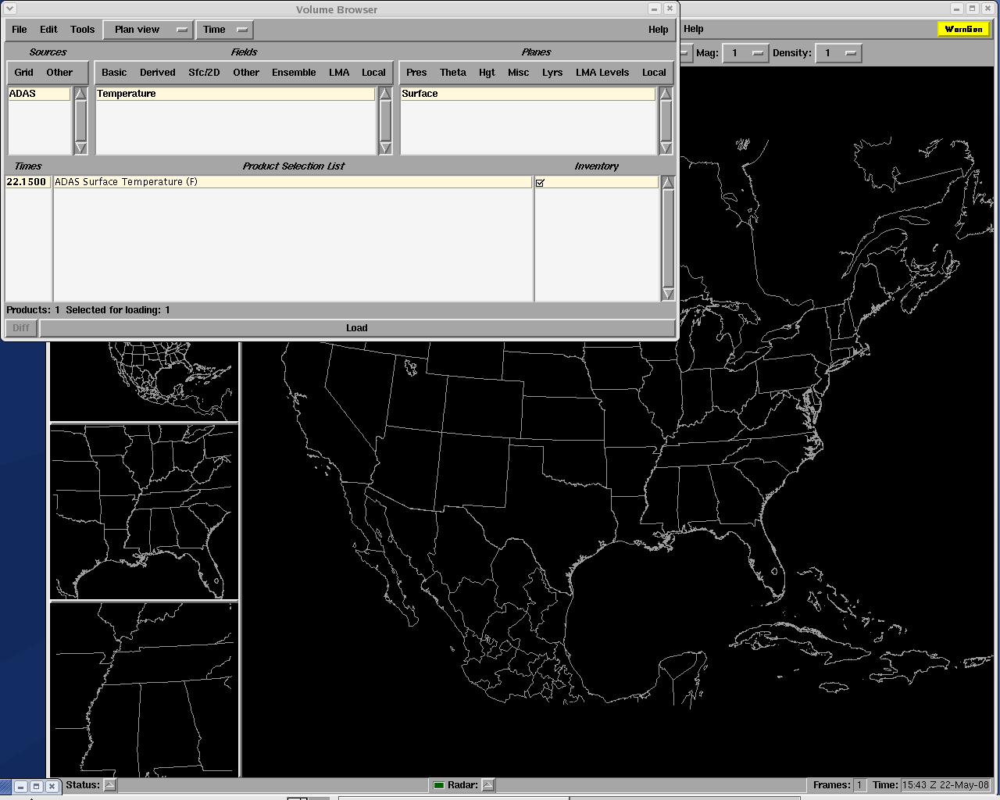 Volume Browser
File Edit Tools Plan view Time Help
Help WarnGen
Sources Fields Planes
Mag: 1 Density: 1
Grid Other Basic Derived Sfc/2D Other Ensemble LMA Local Pres Theta Hgt Misc Lyrs LMA Levels Local
ADAS Temperature Surface
Times Product Selection List Inventory
22.1500 ADAS Surface Temperature (F)
Products: 1 Selected for loading: 1
Diff Load
Status: Radar: Frames: 1 Time: 15:43 Z 22-May-08